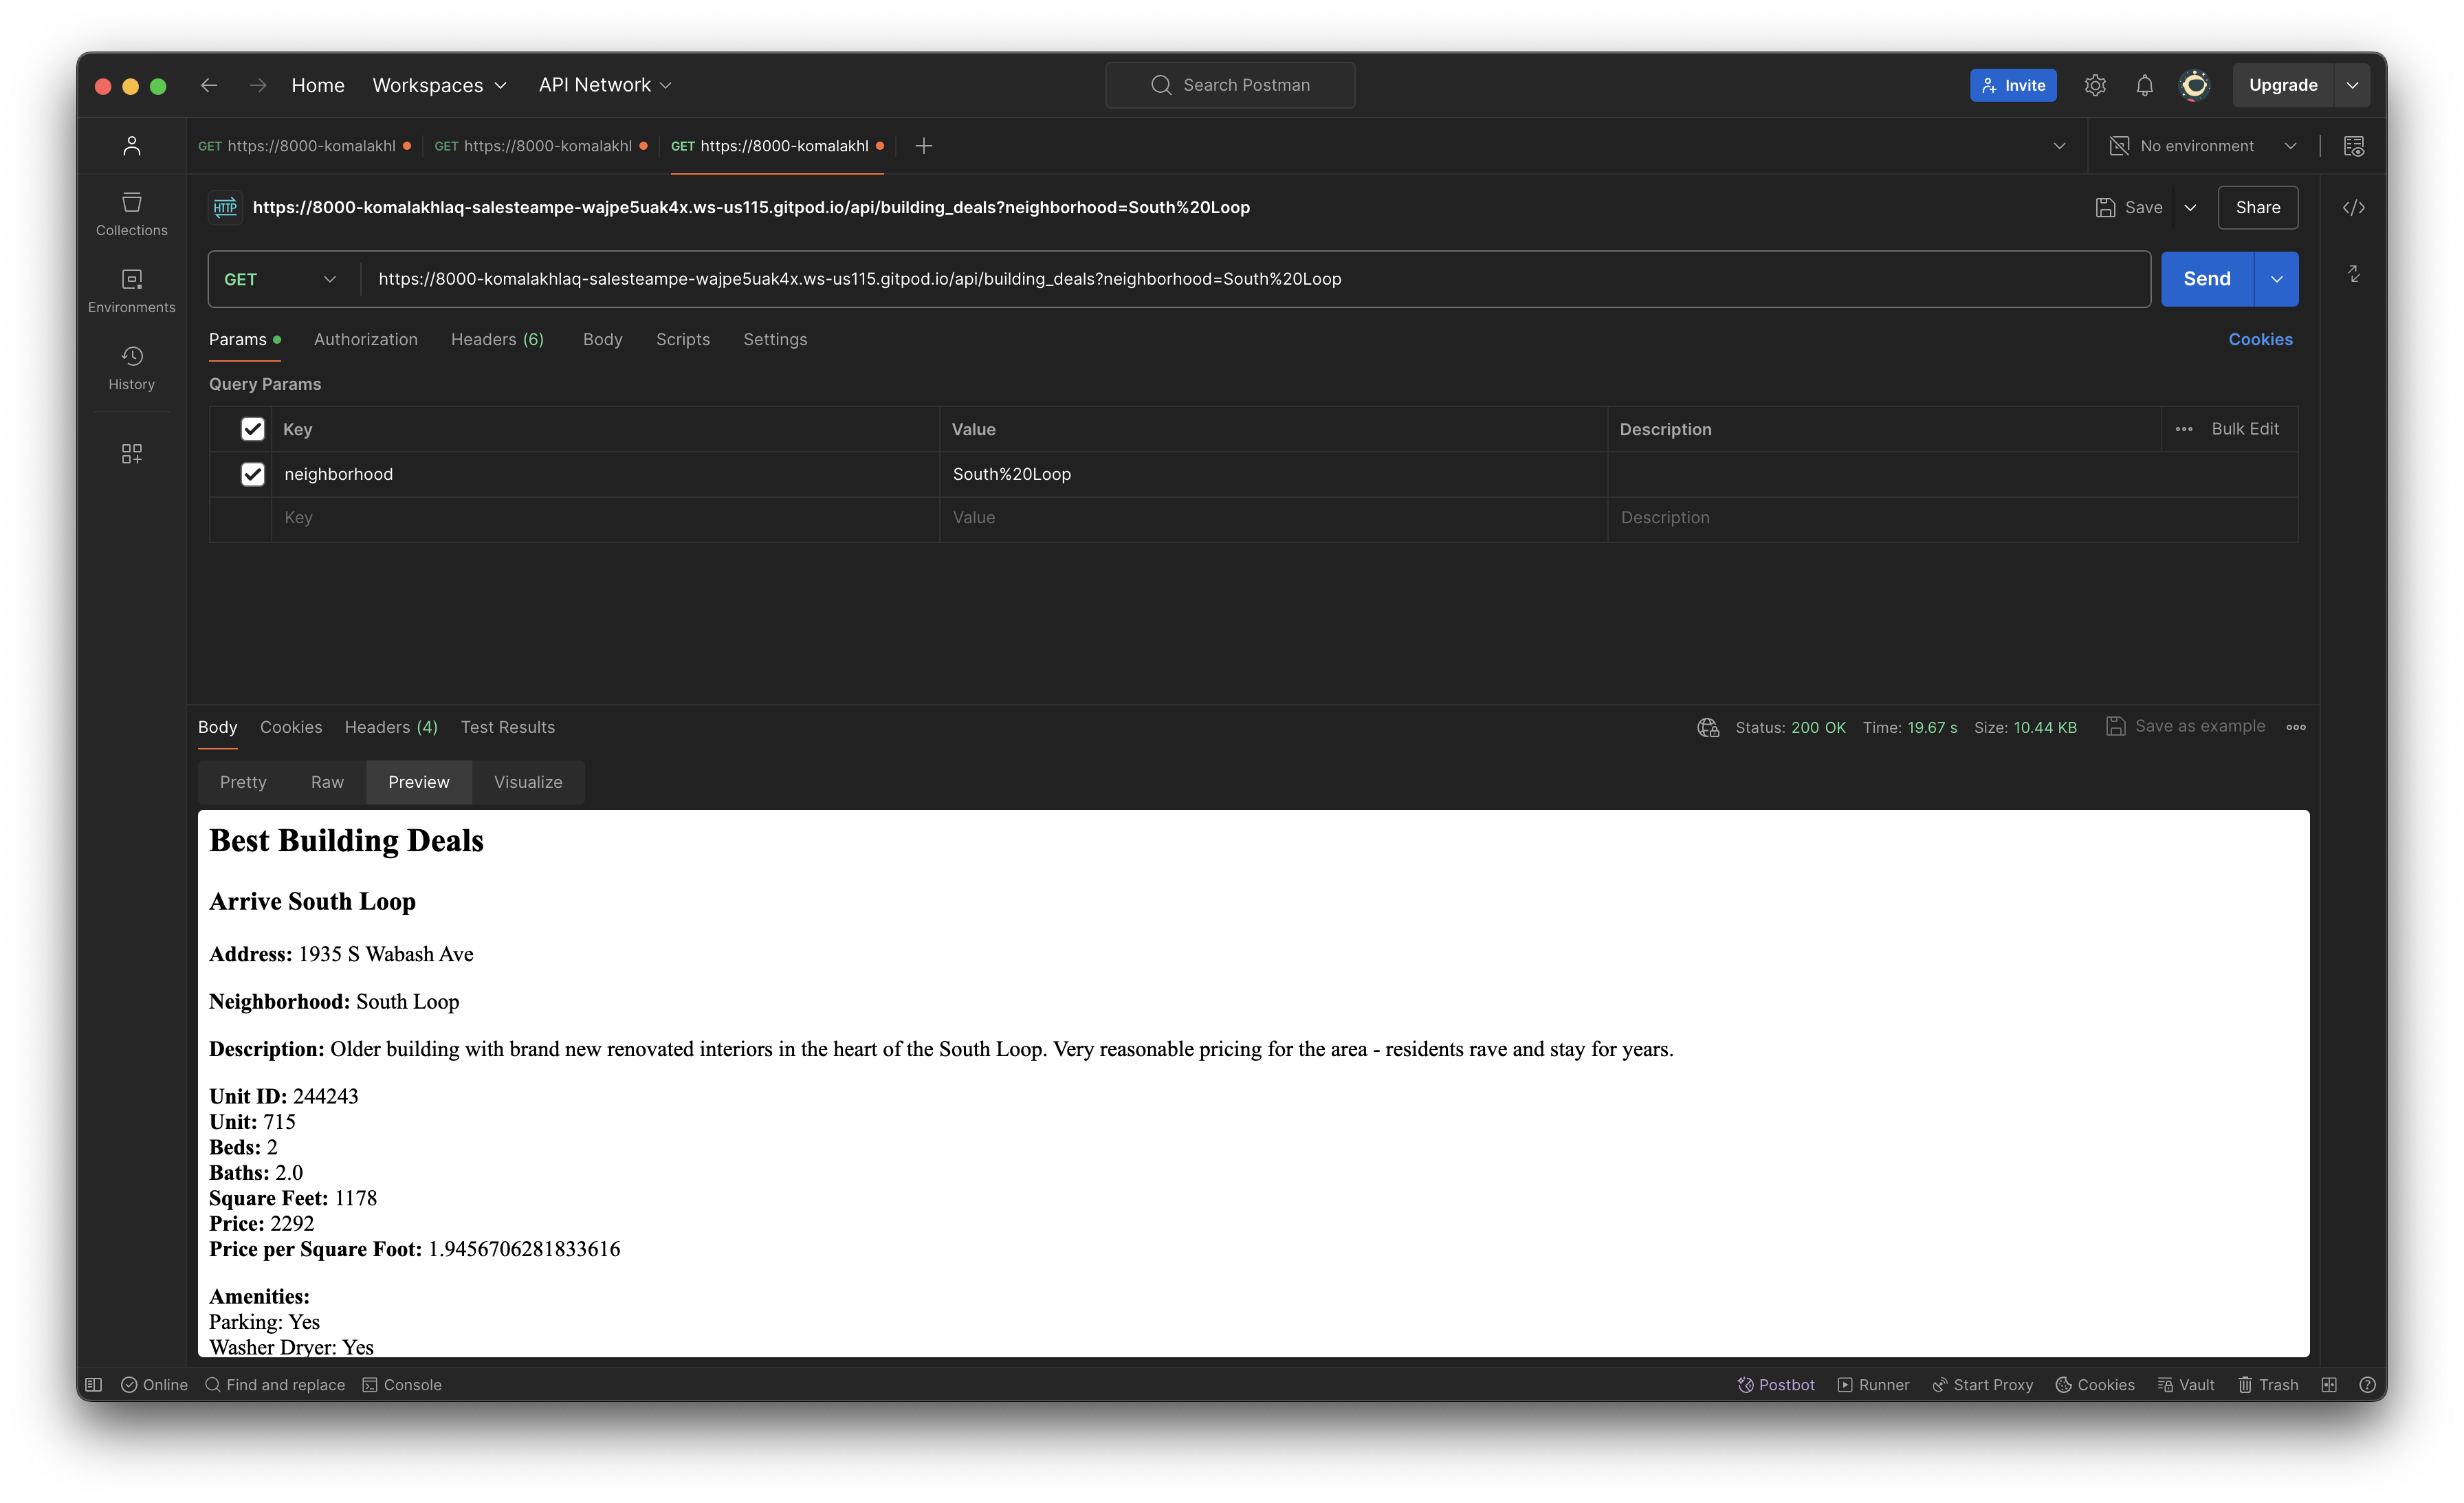 Home
Workspaces
API Network
Search Postman
Invite
Upgrade
GET https://8000-komalakhl
GET https://8000-komalakhl
GET https://8000-komalakhl
No environment
Collections
Environments
History
HTTP
https://8000-komalakhlaq-salesteampe-wajpe5uak4x.ws-us115.gitpod.io/api/building_deals?neighborhood=South%20Loop
Save
Share
GET
https://8000-komalakhlaq-salesteampe-wajpe5uak4x.ws-us115.gitpod.io/api/building_deals?neighborhood=South%20Loop
Send
Params
Authorization
Headers (6)
Body
Scripts
Settings
Cookies
Query Params
Key
Value
Description
Bulk Edit
neighborhood
South%20Loop
Key
Value
Description
Body
Cookies
Headers (4)
Test Results
Status: 200 OK
Time: 19.67 s
Size: 10.44 KB
Save as example
Pretty
Raw
Preview
Visualize
Best Building Deals
Arrive South Loop
Address: 1935 S Wabash Ave
Neighborhood: South Loop
Description: Older building with brand new renovated interiors in the heart of the South Loop. Very reasonable pricing for the area - residents rave and stay for years.
Unit ID: 244243
Unit: 715
Beds: 2
Baths: 2.0
Square Feet: 1178
Price: 2292
Price per Square Foot: 1.9456706281833616
Amenities:
Parking: Yes
Washer Dryer: Yes
Online
Find and replace
Console
Postbot
Runner
Start Proxy
Cookies
Vault
Trash